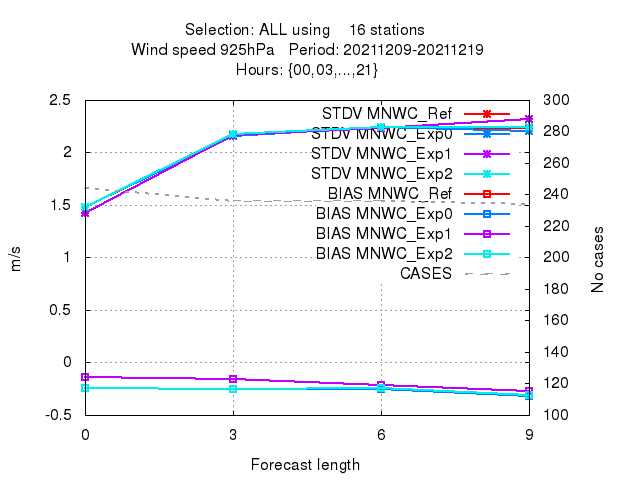 Selection: ALL using 16 stations
Wind speed 925hPa Period: 20211209-20211219
Hours: {00,03,...,21}
STDV MNWC_Ref
STDV MNWC_Exp0
STDV MNWC_Exp1
STDV MNWC_Exp2
BIAS MNWC_Ref
BIAS MNWC_Exp0
BIAS MNWC_Exp1
BIAS MNWC_Exp2
CASES
2.5
2
1.5
1
0.5
0
-0.5
m/s
300
280
260
240
220
200
180
160
140
120
100
No cases
0 3 6 9
Forecast length